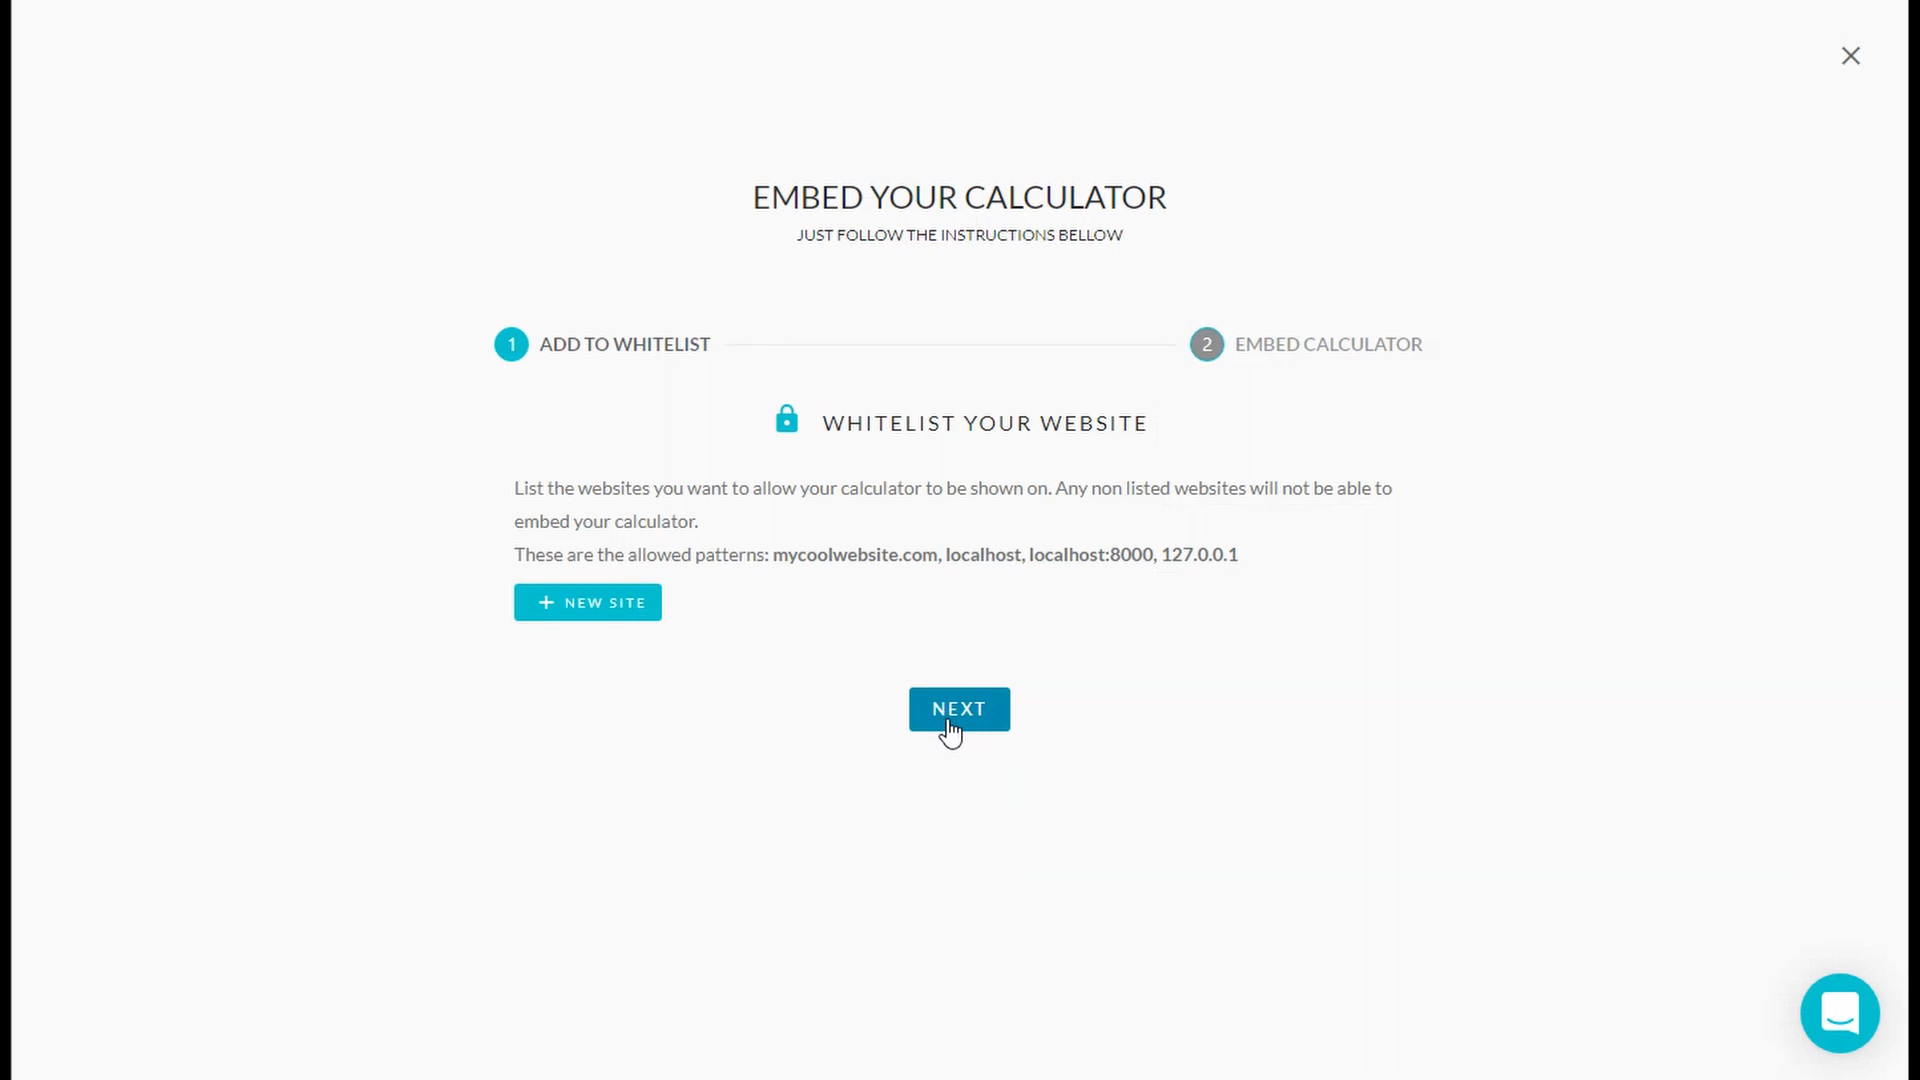 EMBED YOUR CALCULATOR
JUST FOLLOW THE INSTRUCTIONS BELLOW
1 ADD TO WHITELIST
2 EMBED CALCULATOR
WHITELIST YOUR WEBSITE
List the websites you want to allow your calculator to be shown on. Any non listed websites will not be able to
embed your calculator.
These are the allowed patterns: mycoolwebsite.com, localhost, localhost:8000, 127.0.0.1
+ NEW SITE
NEXT